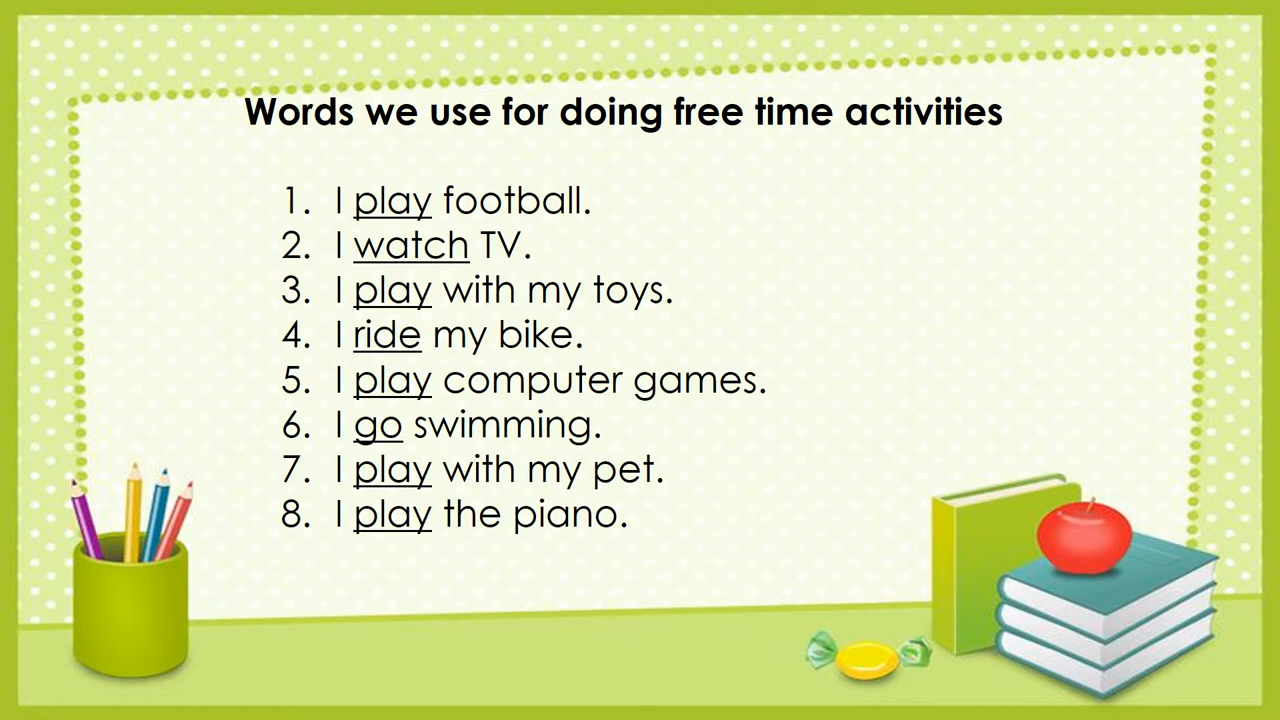 Words we use for doing free time activities
1. I play football.
2. I watch TV.
3. I play with my toys.
4. I ride my bike.
5. I play computer games.
6. I go swimming.
7. I play with my pet.
8. I play the piano.